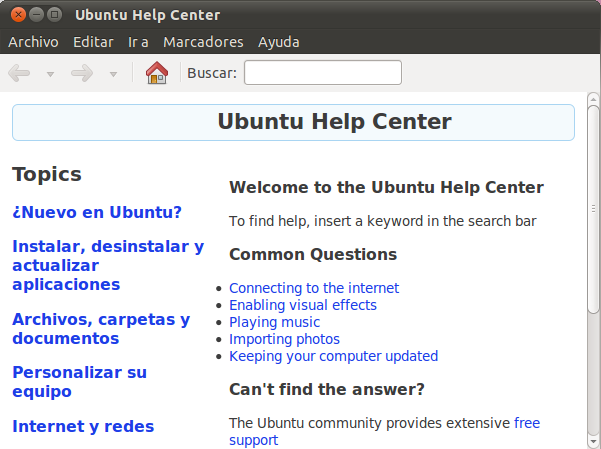 Ubuntu Help Center
Archivo Editar Ir a Marcadores Ayuda
Buscar:
Ubuntu Help Center
Topics
¿Nuevo en Ubuntu?
Instalar, desinstalar y
actualizar
aplicaciones
Archivos, carpetas y
documentos
Personalizar su
equipo
Internet y redes
Welcome to the Ubuntu Help Center
To find help, insert a keyword in the search bar
Common Questions
Connecting to the internet
Enabling visual effects
Playing music
Importing photos
Keeping your computer updated
Can't find the answer?
The Ubuntu community provides extensive free
support